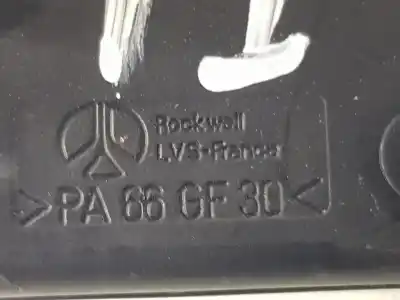 Rockwell
LVS-France
>PA 66 GF 30<